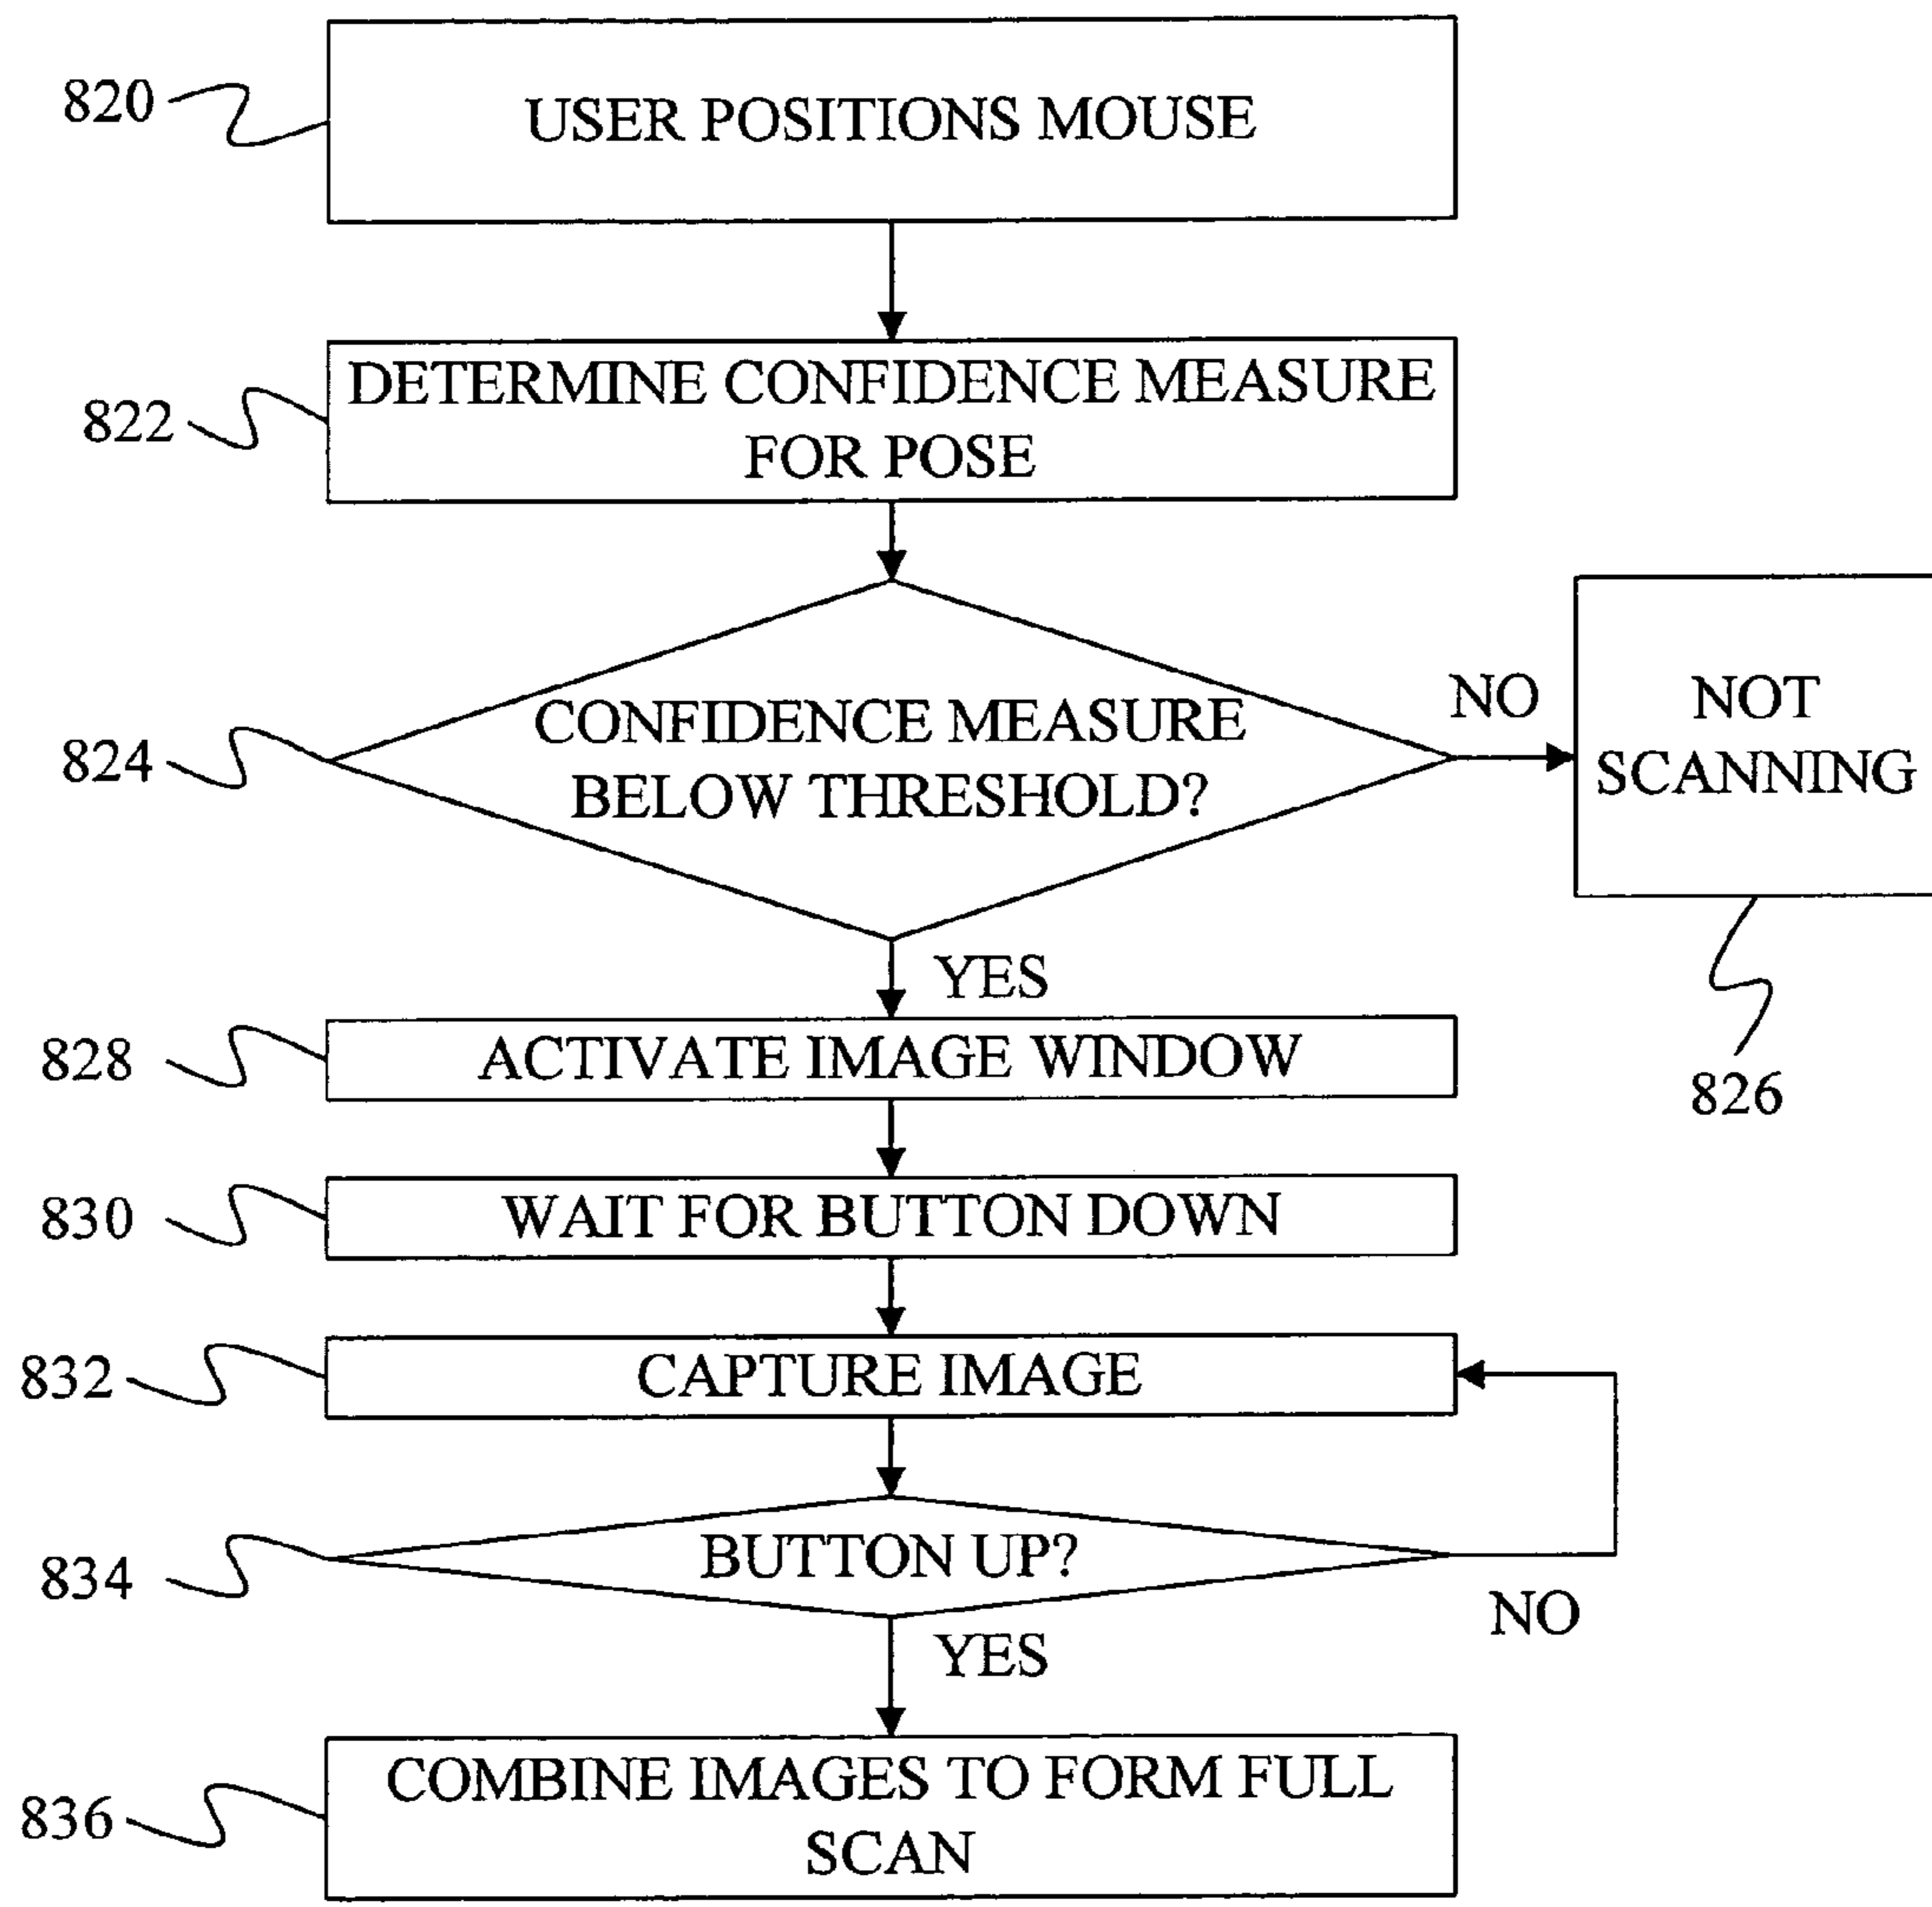 820
USER POSITIONS MOUSE
822
DETERMINE CONFIDENCE MEASURE
FOR POSE
824
CONFIDENCE MEASURE
BELOW THRESHOLD?
NO
NOT
SCANNING
826
YES
828
ACTIVATE IMAGE WINDOW
830
WAIT FOR BUTTON DOWN
832
CAPTURE IMAGE
834
BUTTON UP?
NO
YES
836
COMBINE IMAGES TO FORM FULL
SCAN